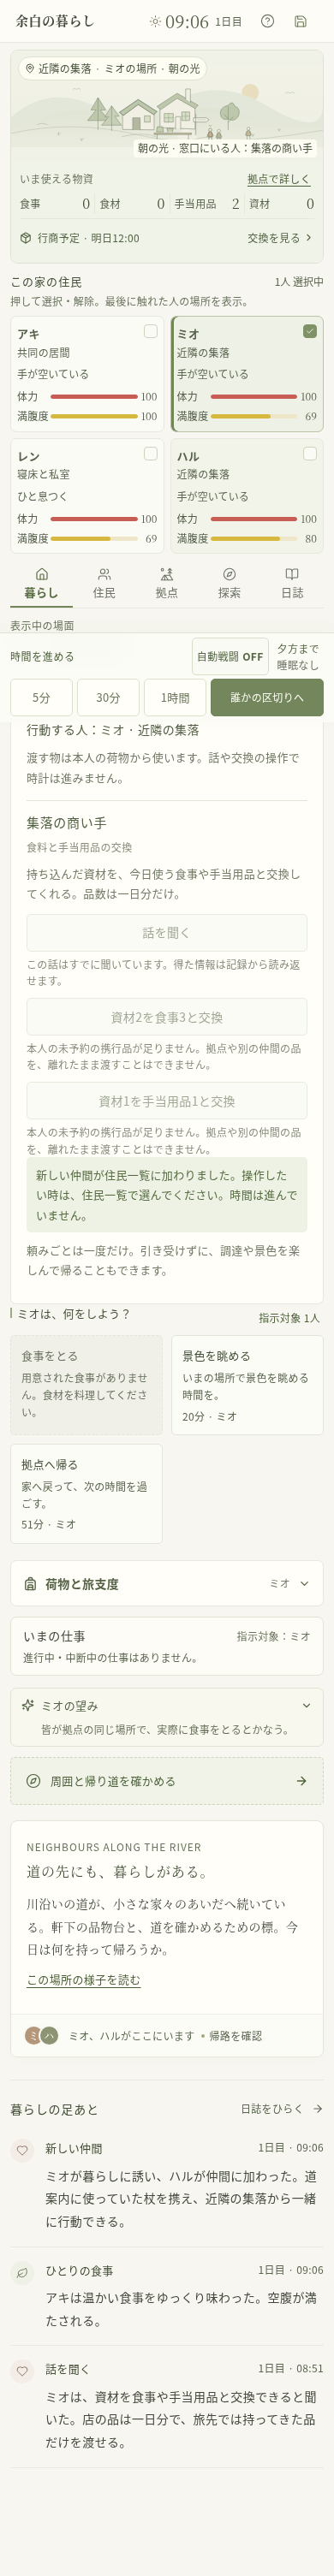 余白の暮らし
09:06 1日目
近隣の集落 · ミオの場所 · 朝の光
朝の光 · 窓口にいる人：集落の商い手
いま使える物資 拠点で詳しく
食事 0 食材 0 手当用品 2 資材 0
行商予定 · 明日12:00 交換を見る
この家の住民 1人 選択中
押して選択・解除。最後に触れた人の場所を表示。
アキ
共同の居間
手が空いている
体力 100
満腹度 100
ミオ
近隣の集落
手が空いている
体力 100
満腹度 69
レン
寝床と私室
ひと息つく
体力 100
満腹度 69
ハル
近隣の集落
手が空いている
体力 100
満腹度 80
暮らし 住民 拠点 探索 日誌
表示中の場面
時間を進める 自動戦闘 OFF 夕方まで
睡眠なし
5分 30分 1時間 誰かの区切りへ
行動する人：ミオ · 近隣の集落
渡す物は本人の荷物から使います。話や交換の操作で
時計は進みません。
集落の商い手
食料と手当用品の交換
持ち込んだ資材を、今日使う食事や手当用品と交換し
てくれる。品数は一日分だけ。
話を聞く
この話はすでに聞いています。得た情報は記録から読み返
せます。
資材2を食事3と交換
本人の未予約の携行品が足りません。拠点や別の仲間の品
を、離れたまま渡すことはできません。
資材1を手当用品1と交換
本人の未予約の携行品が足りません。拠点や別の仲間の品
を、離れたまま渡すことはできません。
新しい仲間が住民一覧に加わりました。操作した
い時は、住民一覧で選んでください。時間は進んで
いません。
頼みごとは一度だけ。引き受けずに、調達や景色を楽
しんで帰ることもできます。
ミオは、何をしよう？ 指示対象 1人
食事をとる
用意された食事がありませ
ん。食材を料理してくださ
い。
景色を眺める
いまの場所で景色を眺める
時間を。
20分 · ミオ
拠点へ帰る
家へ戻って、次の時間を過
ごす。
51分 · ミオ
荷物と旅支度 ミオ
いまの仕事 指示対象：ミオ
進行中・中断中の仕事はありません。
ミオの望み
皆が拠点の同じ場所で、実際に食事をとるとかなう。
周囲と帰り道を確かめる
NEIGHBOURS ALONG THE RIVER
道の先にも、暮らしがある。
川沿いの道が、小さな家々のあいだへ続いてい
る。軒下の品物台と、道を確かめるための標。今
日は何を持って帰ろうか。
この場所の様子を読む
ミ ハ ミオ、ハルがここにいます 帰路を確認
暮らしの足あと 日誌をひらく
新しい仲間 1日目 · 09:06
ミオが暮らしに誘い、ハルが仲間に加わった。道
案内に使っていた杖を携え、近隣の集落から一緒
に行動できる。
ひとりの食事 1日目 · 09:06
アキは温かい食事をゆっくり味わった。空腹が満
たされる。
話を聞く 1日目 · 08:51
ミオは、資材を食事や手当用品と交換できると聞
いた。店の品は一日分で、旅先では持ってきた品
だけを渡せる。